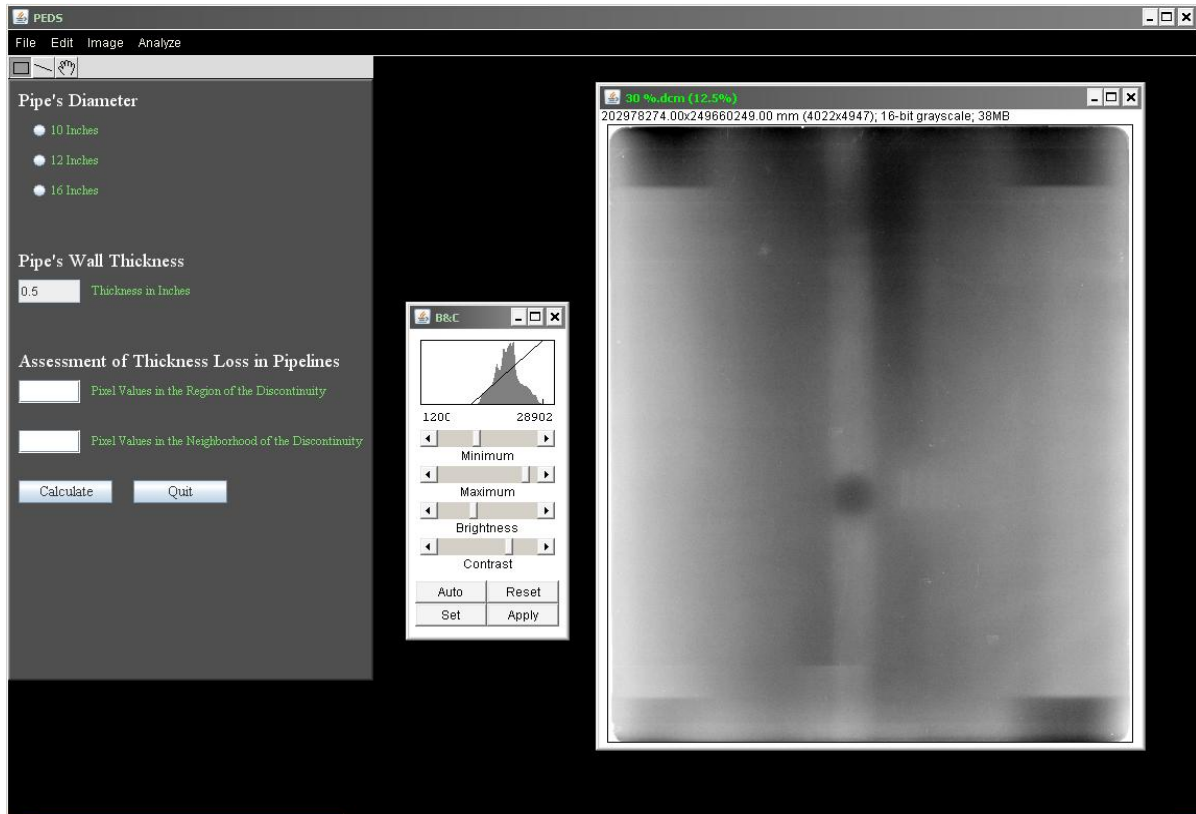 PEDS
File Edit Image Analyze
Pipe's Diameter
10 Inches
12 Inches
16 Inches
Pipe's Wall Thickness
0.5 Thickness in Inches
Assessment of Thickness Loss in Pipelines
Pixel Values in the Region of the Discontinuity
Pixel Values in the Neighborhood of the Discontinuity
Calculate Quit
B&C
120C 28902
Minimum
Maximum
Brightness
Contrast
Auto Reset
Set Apply
30 %.dcm (12.5%)
202978274.00x249660249.00 mm (4022x4947); 16-bit grayscale; 38MB